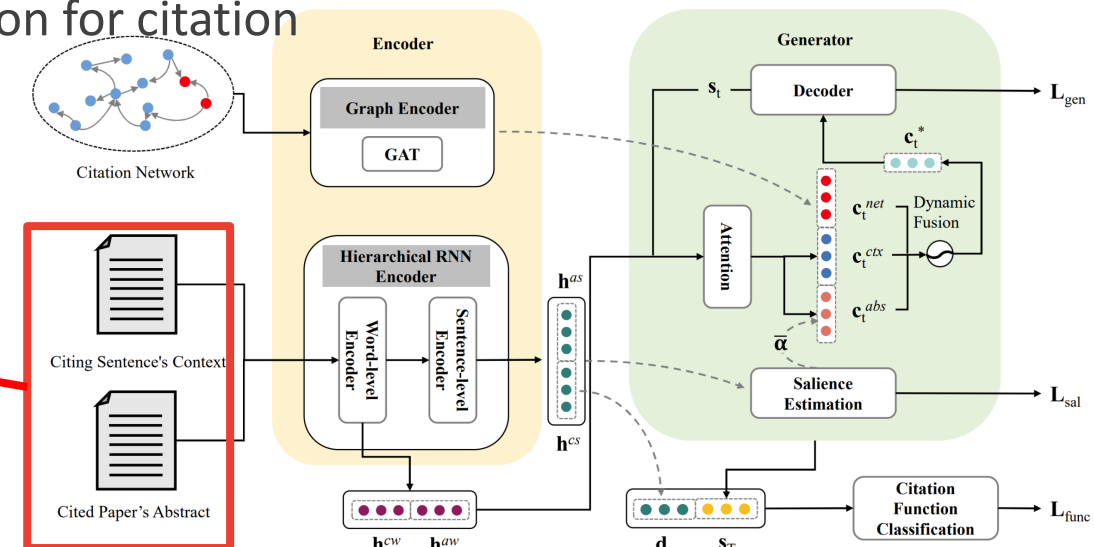 on for citation
Encoder
Generator
Graph Encoder
GAT
Citation Network
s_t
Decoder
L_gen
c_t^*
c_t^net
Dynamic
Fusion
c_t^ctx
c_t^abs
Attention
Hierarchical RNN
Encoder
Word-level
Encoder
Sentence-level
Encoder
h^as
h^cs
Citing Sentence's Context
Cited Paper's Abstract
ᾱ
Salience
Estimation
L_sal
h^cw h^aw
d s_T
Citation
Function
Classification
L_func